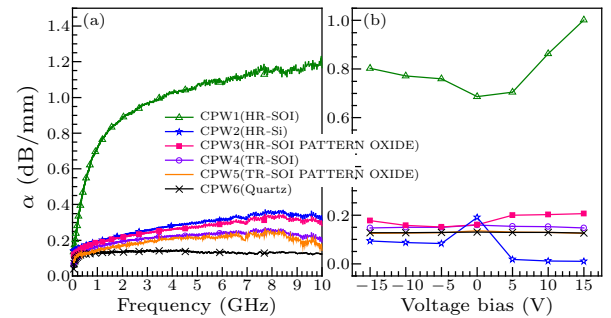 (a)
(b)
1.4
1.2
1.0
0.8
0.6
0.4
0.2
0.0
α (dB/mm)
0 1 2 3 4 5 6 7 8 9 10
Frequency (GHz)
CPW1(HR-SOI)
CPW2(HR-Si)
CPW3(HR-SOI PATTERN OXIDE)
CPW4(TR-SOI)
CPW5(TR-SOI PATTERN OXIDE)
CPW6(Quartz)
1.0
0.8
0.6
0.2
0.0
−15 −10 −5 0 5 10 15
Voltage bias (V)